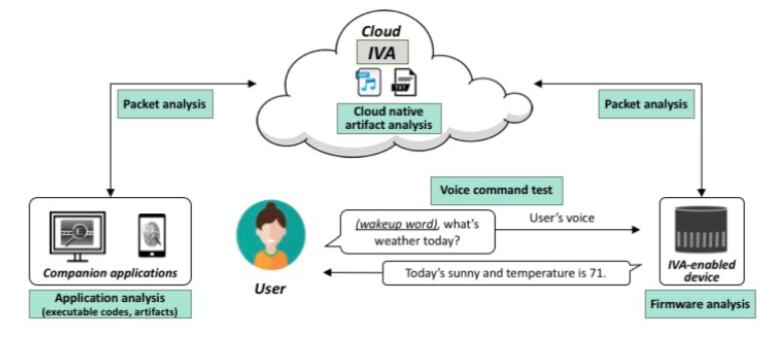 Cloud
IVA
TXT
Cloud native
artifact analysis
Packet analysis
Packet analysis
Voice command test
(wakeup word), what's
weather today?
User's voice
Today's sunny and temperature is 71.
Companion applications
User
IVA-enabled
device
Application analysis
(executable codes, artifacts)
Firmware analysis